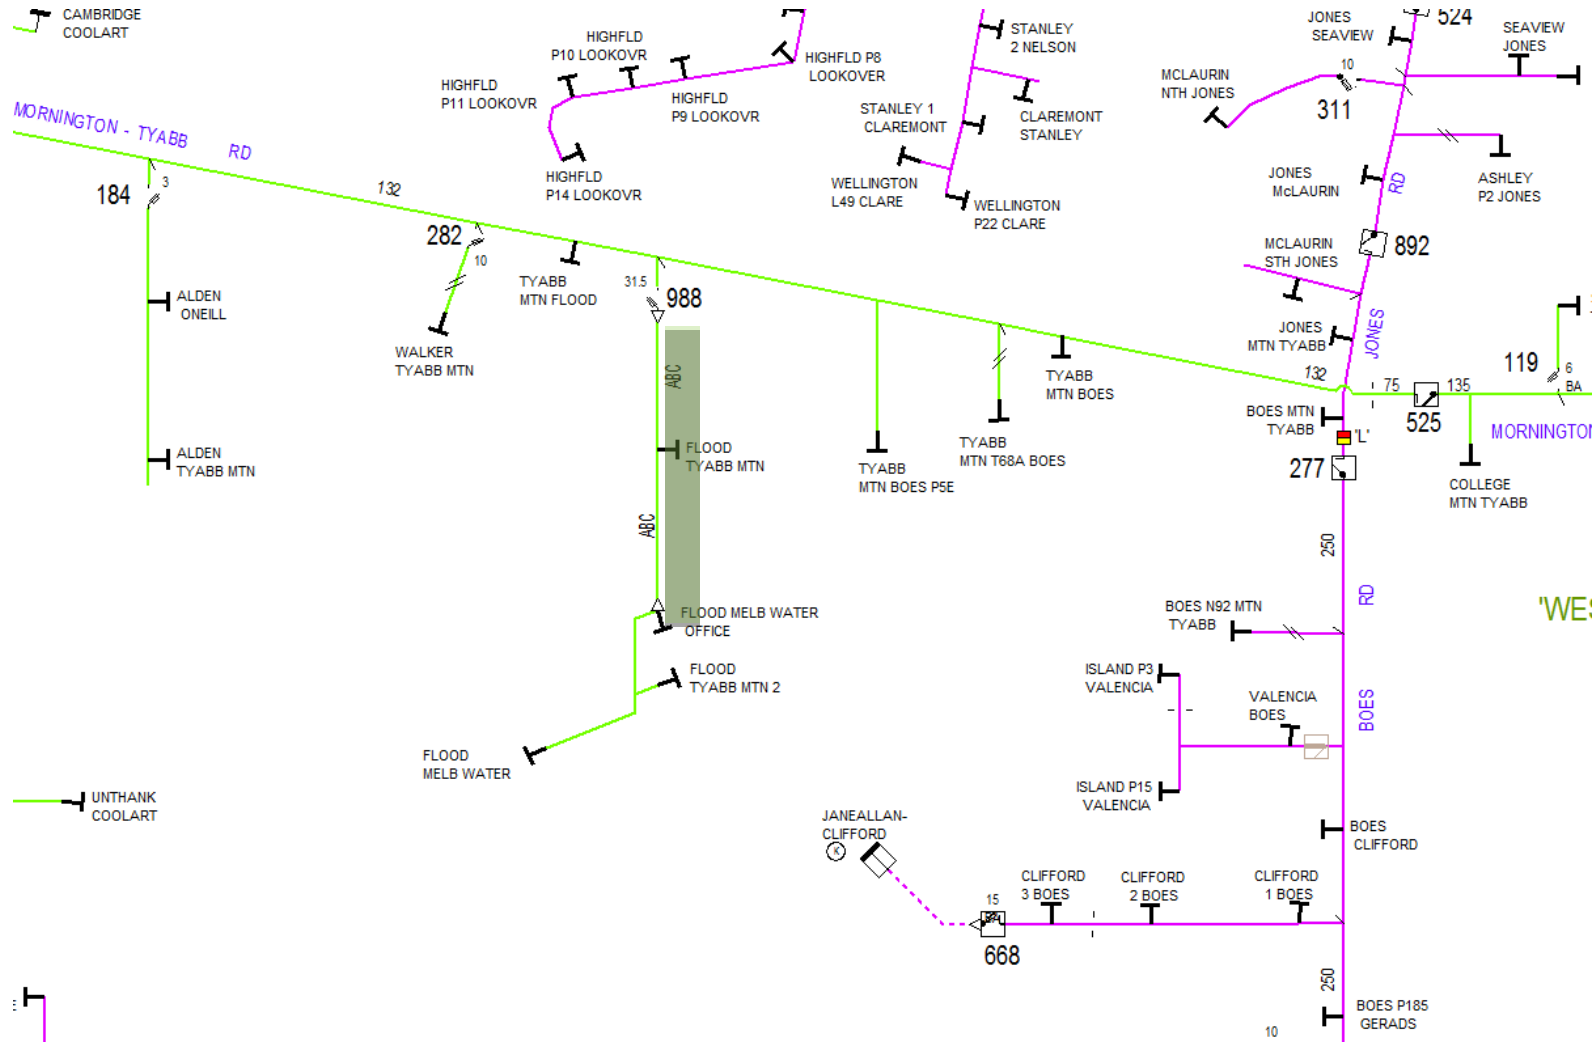 CAMBRIDGE
COOLART
HIGHFLD
P10 LOOKOVR
HIGHFLD P8
LOOKOVER
HIGHFLD
P11 LOOKOVR
HIGHFLD
P9 LOOKOVR
HIGHFLD
P14 LOOKOVR
STANLEY
2 NELSON
STANLEY 1
CLAREMONT
CLAREMONT
STANLEY
WELLINGTON
L49 CLARE
WELLINGTON
P22 CLARE
JONES
SEAVIEW
524
SEAVIEW
JONES
MCLAURIN
NTH JONES
10
311
JONES
McLAURIN
RD
ASHLEY
P2 JONES
892
MCLAURIN
STH JONES
JONES
MTN TYABB
JONES
MORNINGTON - TYABB RD
184
3
132
282
10
TYABB
MTN FLOOD
31.5
988
ALDEN
ONEILL
WALKER
TYABB MTN
ABC
TYABB
MTN BOES
132
75
135
525
119
6
BA
BOES MTN
TYABB
'L'
277
MORNINGTON
ALDEN
TYABB MTN
FLOOD
TYABB MTN
TYABB
MTN BOES P5E
TYABB
MTN T68A BOES
COLLEGE
MTN TYABB
ABC
250
RD
'WES
FLOOD MELB WATER
OFFICE
BOES N92 MTN
TYABB
FLOOD
TYABB MTN 2
ISLAND P3
VALENCIA
VALENCIA
BOES
BOES
FLOOD
MELB WATER
ISLAND P15
VALENCIA
UNTHANK
COOLART
JANEALLAN-
CLIFFORD
K
BOES
CLIFFORD
CLIFFORD
3 BOES
CLIFFORD
2 BOES
CLIFFORD
1 BOES
15
668
250
BOES P185
GERADS
10